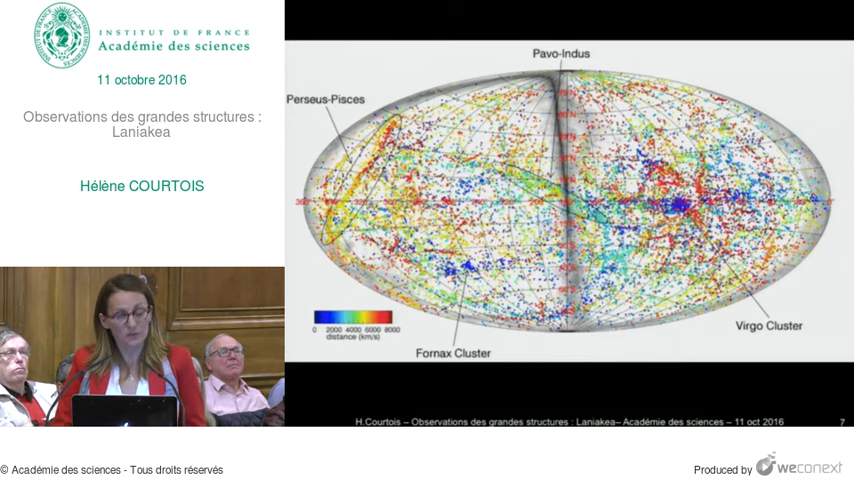 INSTITUT DE FRANCE
Académie des sciences
11 octobre 2016
Observations des grandes structures :
Laniakea
Hélène COURTOIS
Pavo-Indus
Perseus-Pisces
0 2000 4000 6000 8000
distance (km/s)
Fornax Cluster
Virgo Cluster
H.Courtois – Observations des grandes structures : Laniakea– Académie des sciences – 11 oct 2016
7
© Académie des sciences - Tous droits réservés
Produced by weconext